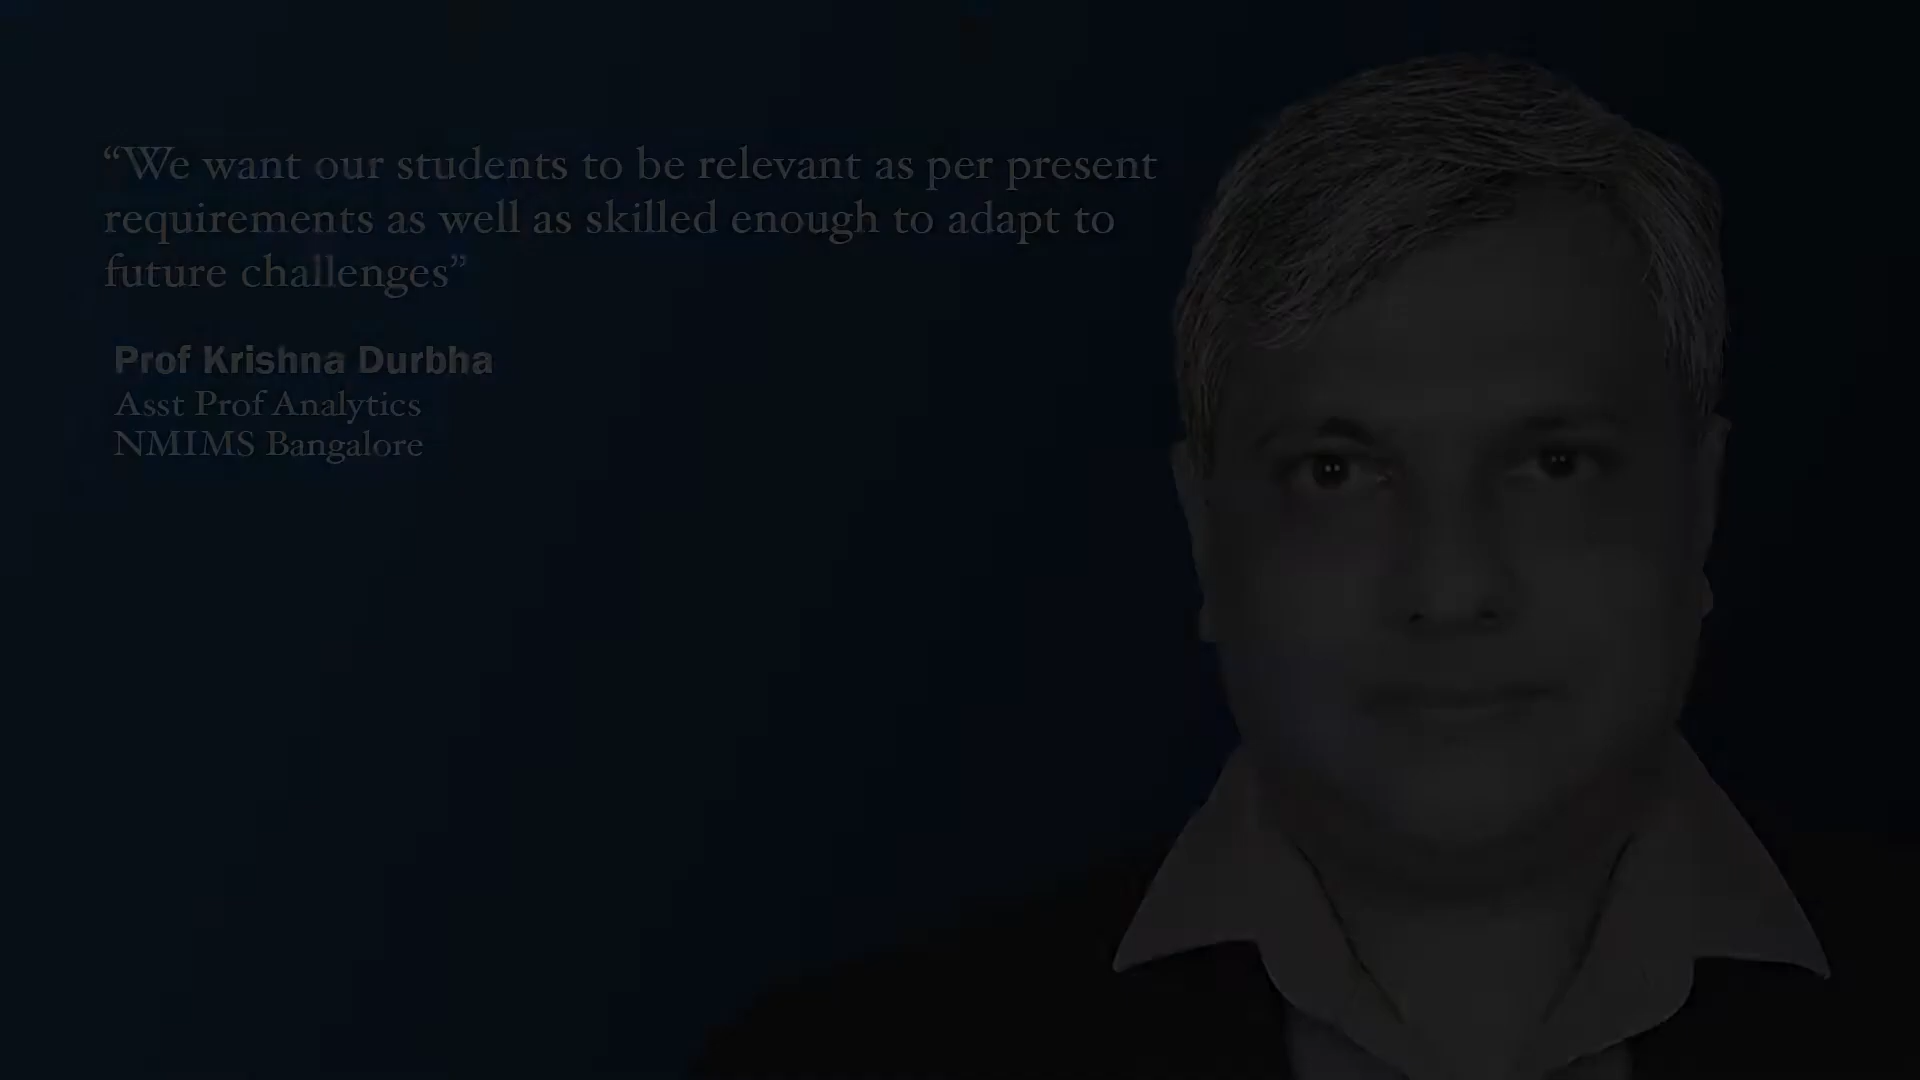 “We want our students to be relevant as per present
requirements as well as skilled enough to adapt to
future challenges”
Prof Krishna Durbha
Asst Prof Analytics
NMIMS Bangalore